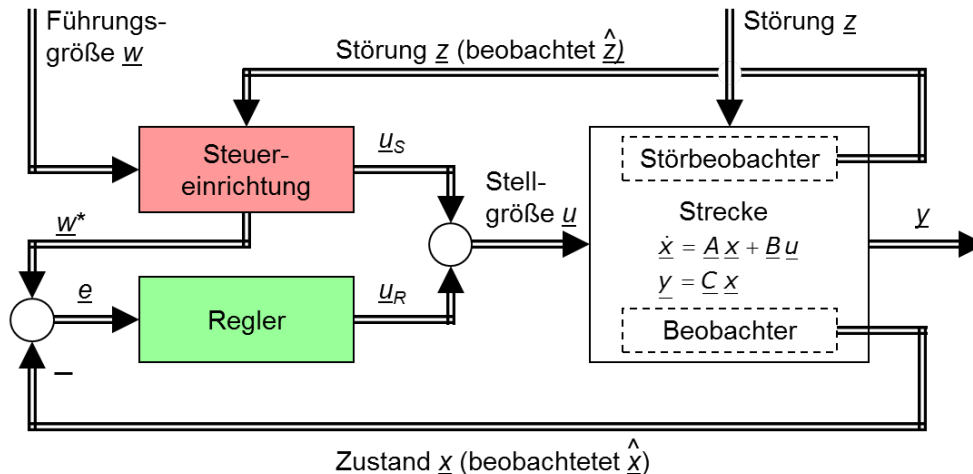 Führungs-
größe w
Störung z
Störung z (beobachtet ẑ)
Steuer-
einrichtung
u_S
Störbeobachter
Stell-
größe u
Strecke
ẋ = A x + B u
y = C x
y
w*
e
Regler
u_R
Beobachter
–
Zustand x (beobachtetet x̂)